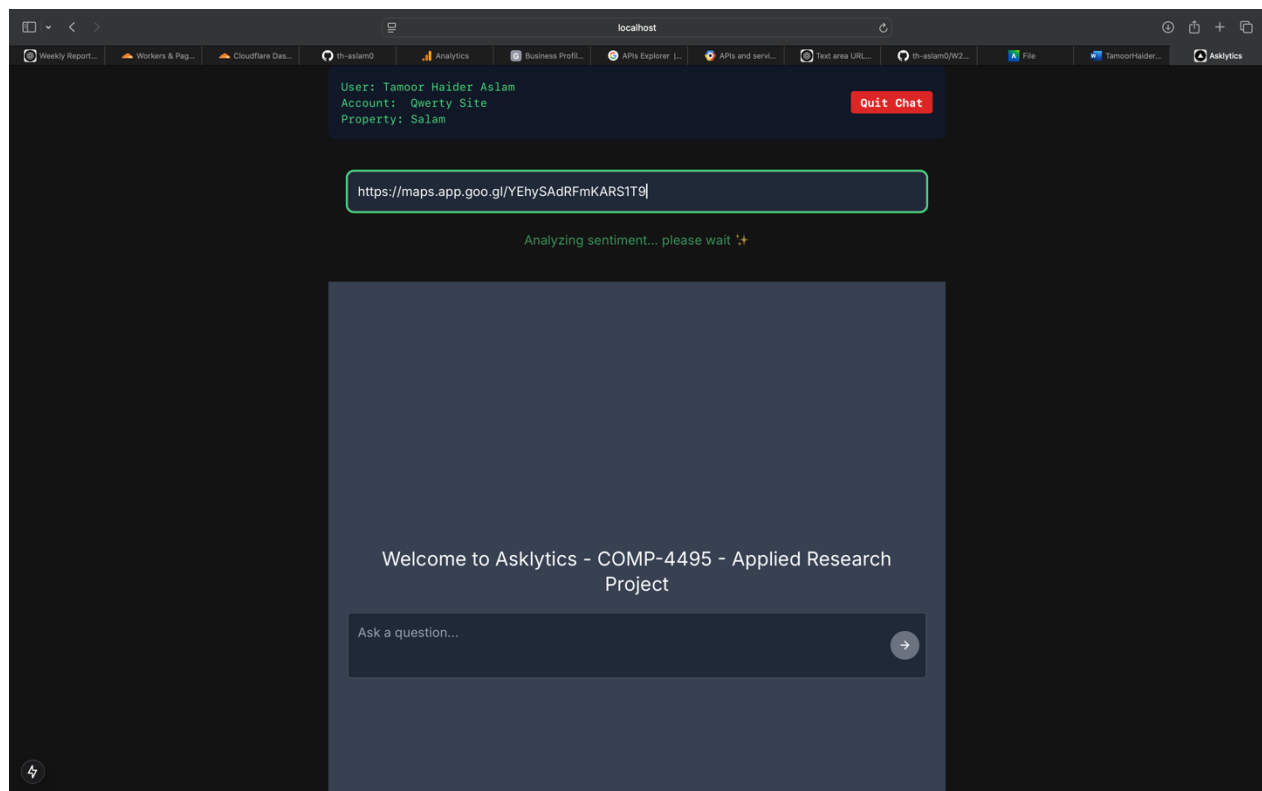 localhost
Weekly Report...
Workers & Pag...
Cloudflare Das...
th-aslam0
Analytics
Business Profil...
APIs Explorer |...
APIs and servi...
Text area URL...
th-aslam0/W2...
File
TamoorHaider...
Asklytics
User: Tamoor Haider Aslam
Account: Qwerty Site
Property: Salam
Quit Chat
https://maps.app.goo.gl/YEhySAdRFmKARS1T9
Analyzing sentiment... please wait ✨
Welcome to Asklytics - COMP-4495 - Applied Research
Project
Ask a question...